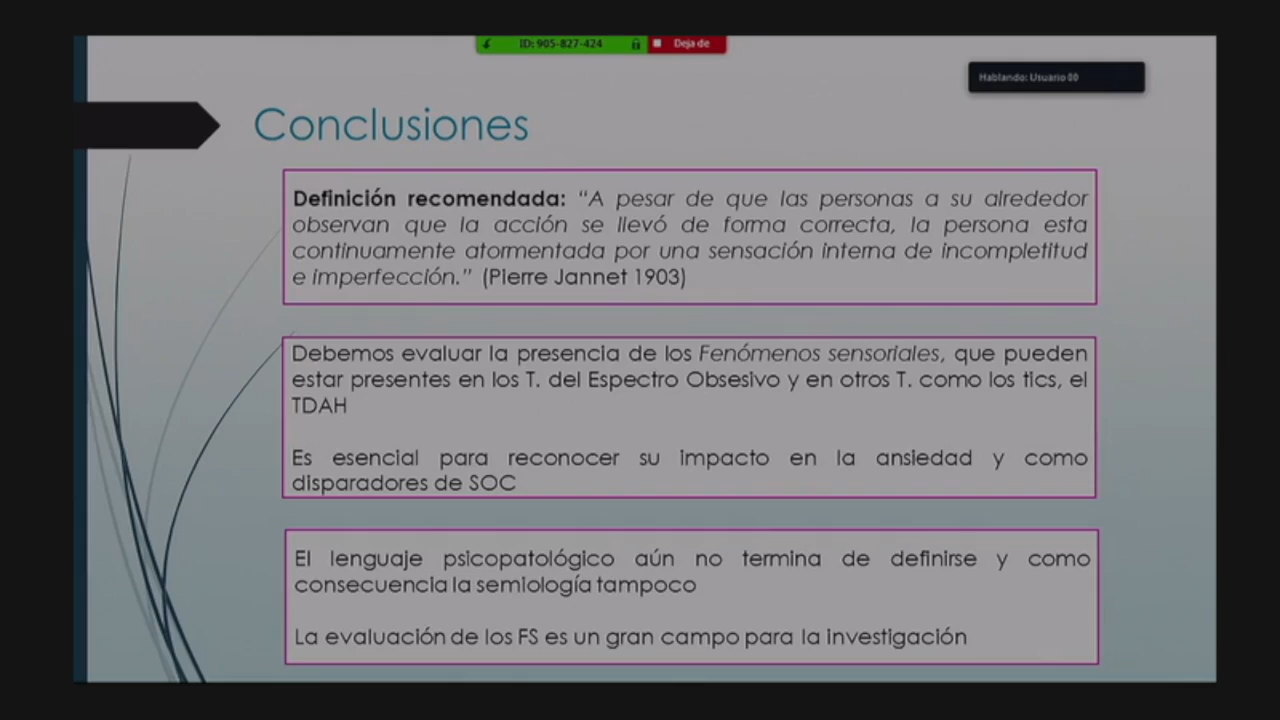 ID: 905-827-424
Deja de
Hablando: Usuario 00
Conclusiones
Definición recomendada: “A pesar de que las personas a su alrededor
observan que la acción se llevó de forma correcta, la persona esta
continuamente atormentada por una sensación interna de incompletitud
e imperfección.” (Pierre Jannet 1903)
Debemos evaluar la presencia de los Fenómenos sensoriales, que pueden
estar presentes en los T. del Espectro Obsesivo y en otros T. como los tics, el
TDAH
Es esencial para reconocer su impacto en la ansiedad y como
disparadores de SOC
El lenguaje psicopatológico aún no termina de definirse y como
consecuencia la semiología tampoco
La evaluación de los FS es un gran campo para la investigación